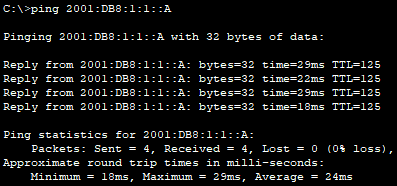 C:\>ping 2001:DB8:1:1::A
Pinging 2001:DB8:1:1::A with 32 bytes of data:
Reply from 2001:DB8:1:1::A: bytes=32 time=29ms TTL=125
Reply from 2001:DB8:1:1::A: bytes=32 time=22ms TTL=125
Reply from 2001:DB8:1:1::A: bytes=32 time=29ms TTL=125
Reply from 2001:DB8:1:1::A: bytes=32 time=18ms TTL=125
Ping statistics for 2001:DB8:1:1::A:
Packets: Sent = 4, Received = 4, Lost = 0 (0% loss),
Approximate round trip times in milli-seconds:
Minimum = 18ms, Maximum = 29ms, Average = 24ms